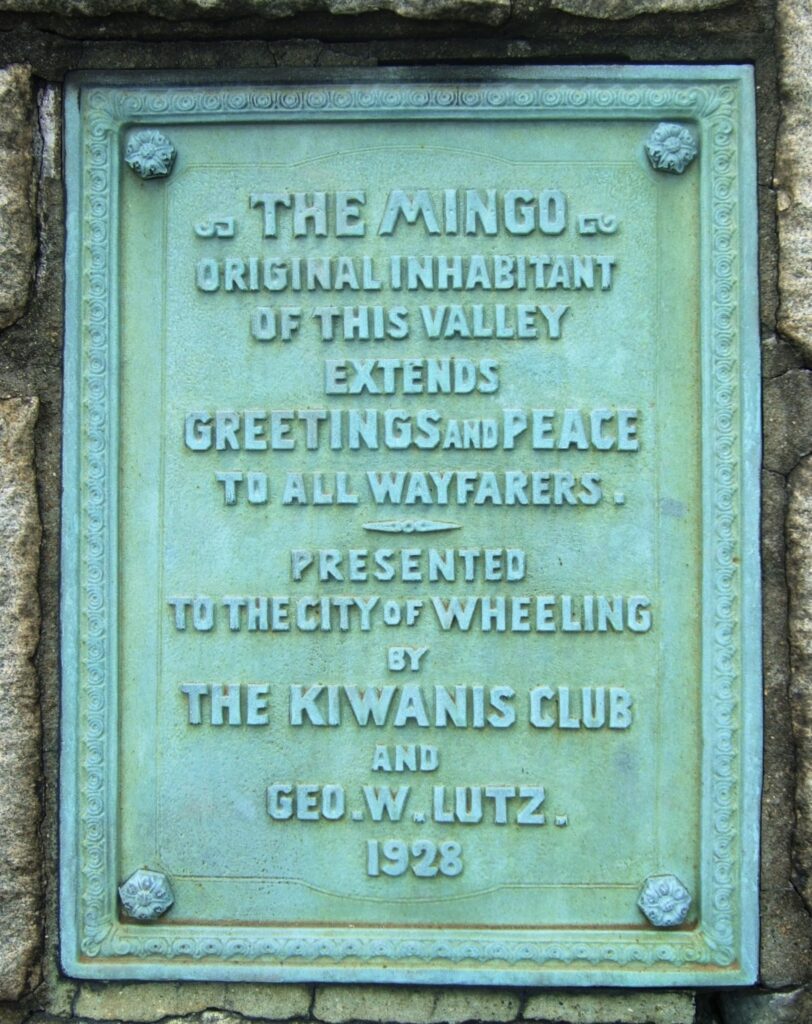 THE MINGO
ORIGINAL INHABITANT
OF THIS VALLEY
EXTENDS
GREETINGS AND PEACE
TO ALL WAYFARERS.
PRESENTED
TO THE CITY OF WHEELING
BY
THE KIWANIS CLUB
AND
GEO. W. LUTZ.
1928